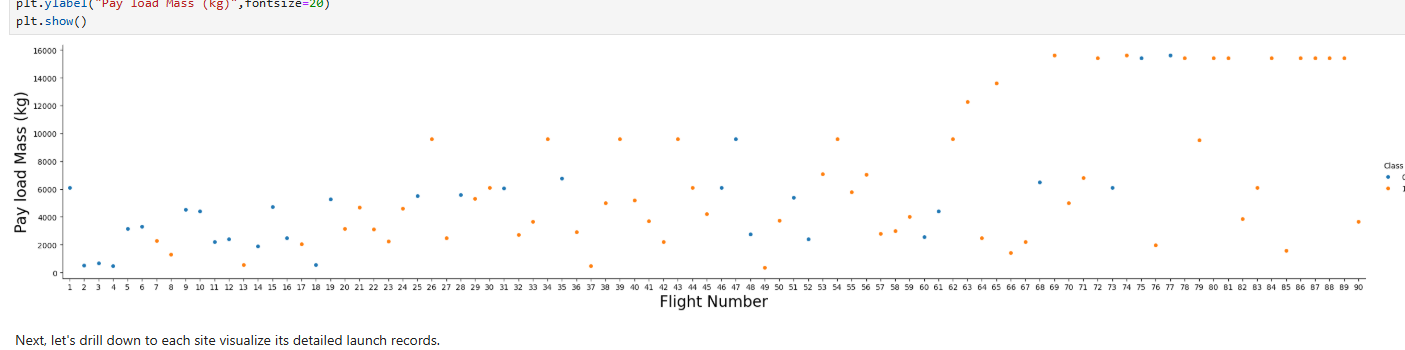 plt.ylabel("Pay load Mass (kg)",fontsize=20)
plt.show()
16000
14000
12000
10000
8000
6000
4000
2000
0
Pay load Mass (kg)
1 2 3 4 5 6 7 8 9 10 11 12 13 14 15 16 17 18 19 20 21 22 23 24 25 26 27 28 29 30 31 32 33 34 35 36 37 38 39 40 41 42 43 44 45 46 47 48 49 50 51 52 53 54 55 56 57 58 59 60 61 62 63 64 65 66 67 68 69 70 71 72 73 74 75 76 77 78 79 80 81 82 83 84 85 86 87 88 89 90
Flight Number
Class
Next, let's drill down to each site visualize its detailed launch records.